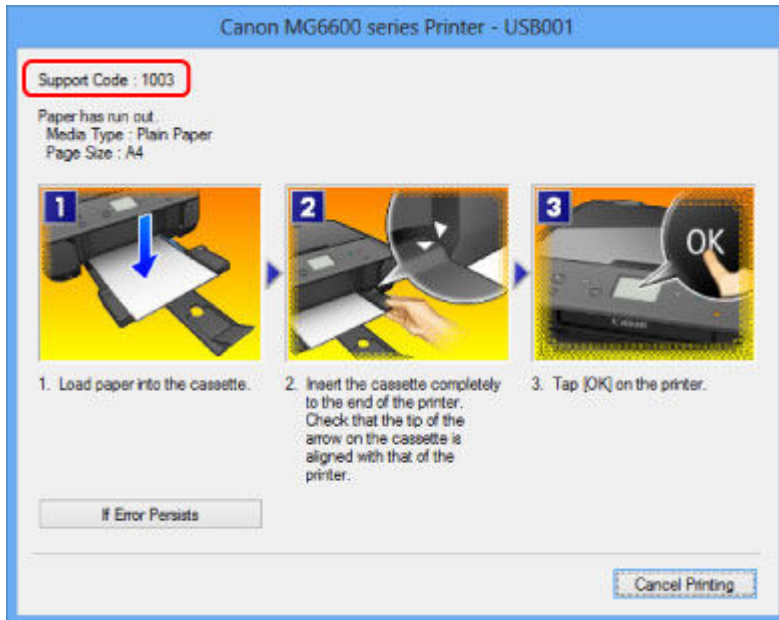 Canon MG6600 series Printer - USB001
Support Code : 1003
Paper has run out.
Media Type : Plain Paper
Page Size : A4
1
2
3
OK
Canon
1. Load paper into the cassette.
2. Insert the cassette completely
to the end of the printer.
Check that the tip of the
arrow on the cassette is
aligned with that of the
printer.
3. Tap [OK] on the printer.
If Error Persists
Cancel Printing